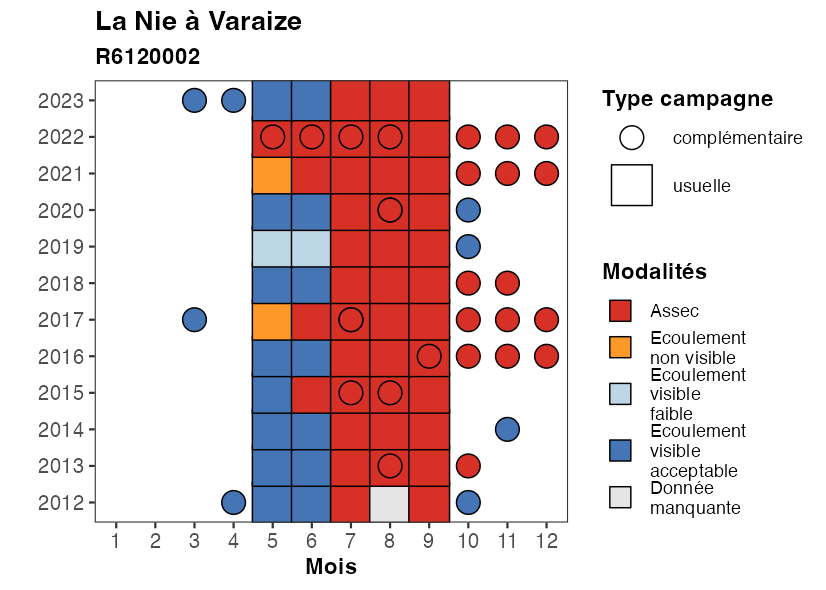 La Nie à Varaize
R6120002
2023
2022
2021
2020
2019
2018
2017
2016
2015
2014
2013
2012
1 2 3 4 5 6 7 8 9 10 11 12
Mois
Type campagne
complémentaire
usuelle
Modalités
Assec
Ecoulement
non visible
Ecoulement
visible
faible
Ecoulement
visible
acceptable
Donnée
manquante